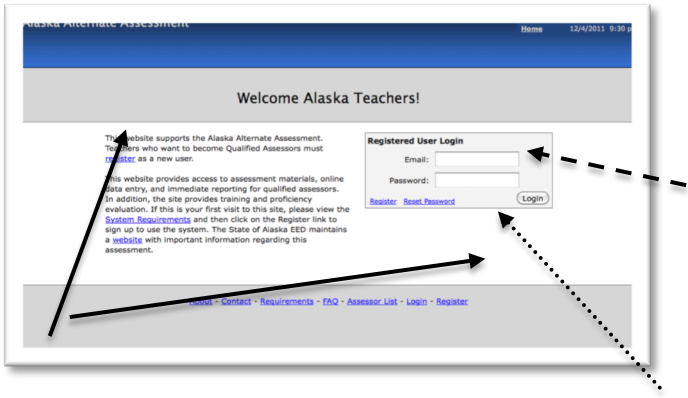 Alaska Alternate Assessment
Home 12/4/2011 9:30 p
Welcome Alaska Teachers!
This website supports the Alaska Alternate Assessment.
Teachers who want to become Qualified Assessors must
register as a new user.
This website provides access to assessment materials, online
data entry, and immediate reporting for qualified assessors.
In addition, the site provides training and proficiency
evaluation. If this is your first visit to this site, please view the
System Requirements and then click on the Register link to
sign up to use the system. The State of Alaska EED maintains
a website with important information regarding this
assessment.
Registered User Login
Email:
Password:
Register Reset Password Login
About - Contact - Requirements - FAQ - Assessor List - Login - Register